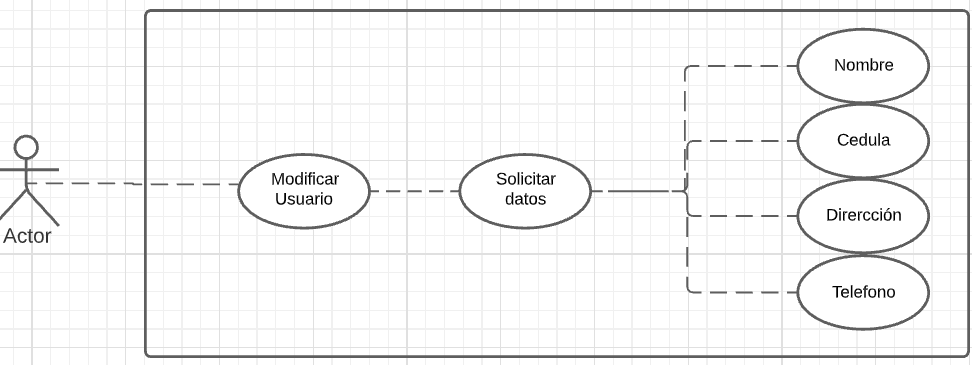 Nombre
Cedula
Modificar
Usuario
Solicitar
datos
Dirercción
Actor
Telefono